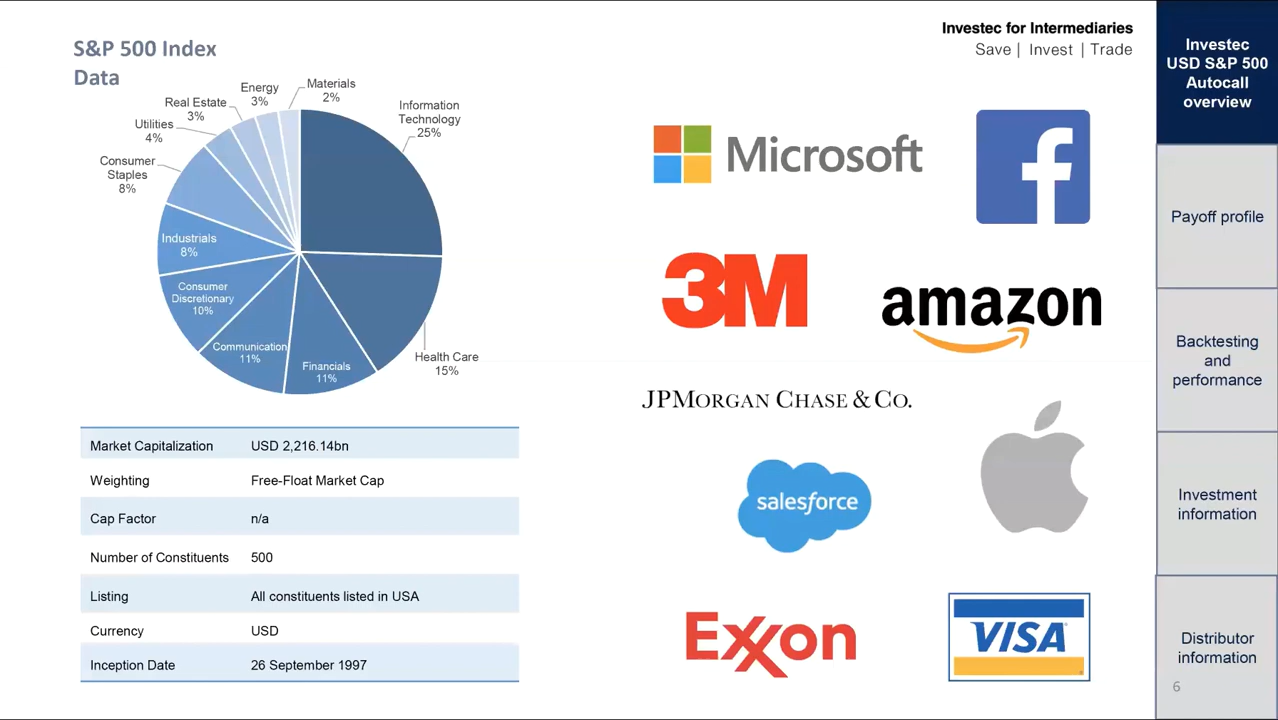 S&P 500 Index
Data
Investec for Intermediaries
Save | Invest | Trade
Materials
2%
Energy
3%
Real Estate
3%
Utilities
4%
Consumer
Staples
8%
Industrials
8%
Consumer
Discretionary
10%
Communication
11%
Financials
11%
Health Care
15%
Information
Technology
25%
Market Capitalization USD 2,216.14bn
Weighting Free-Float Market Cap
Cap Factor n/a
Number of Constituents 500
Listing All constituents listed in USA
Currency USD
Inception Date 26 September 1997
Microsoft
f
3M
amazon
JPMORGAN CHASE & CO.
salesforce
Exxon
VISA
Investec
USD S&P 500
Autocall
overview
Payoff profile
Backtesting
and
performance
Investment
information
Distributor
information
6